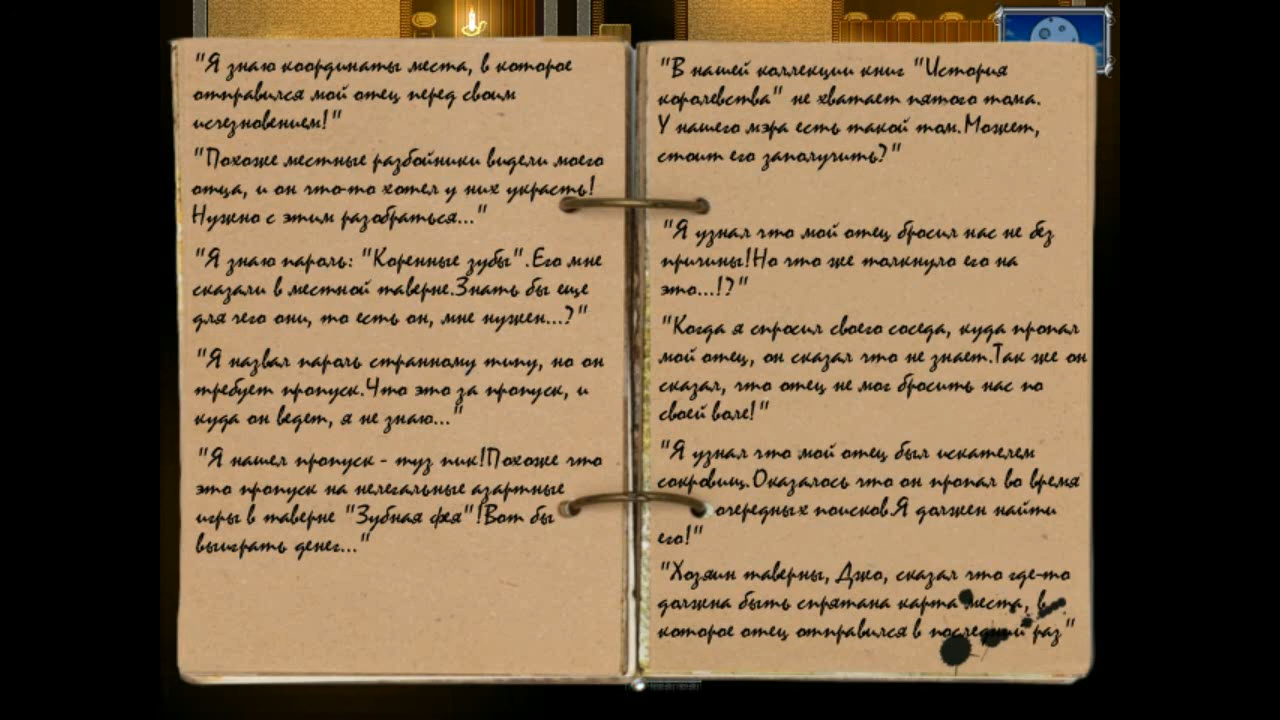 "Я знаю координаты места, в которое
отправился мой отец перед своим
исчезновением!"
"Похоже местные разбойники видели моего
отца, и он что-то хотел у них украсть!
Нужно с этим разобраться..."
"Я знаю пароль: "Коренные зубы".Его мне
сказали в местной таверне.Знать бы еще
для чего они, то есть он, мне нужен...?"
"Я назвал пароль странному типу, но он
требует пропуск.Что это за пропуск, и
куда он ведет, я не знаю..."
"Я нашел пропуск - туз пик!Похоже что
это пропуск на нелегальные азартные
игры в таверне "Зубная фея"!Вот бы
выиграть денег..."
"В нашей коллекции книг "История
королевства" не хватает пятого тома.
У нашего мэра есть такой том.Может,
стоит его заполучить?"
"Я узнал что мой отец бросил нас не без
причины!Но что же толкнуло его на
это...!?"
"Когда я спросил своего соседа, куда пропал
мой отец, он сказал что не знает.Так же он
сказал, что отец не мог бросить нас по
своей воле!"
"Я узнал что мой отец был искателем
сокровищ.Оказалось что он пропал во время
очередных поисков.Я должен найти
его!"
"Хозяин таверны, Джо, сказал что где-то
должна быть спрятана карта места, в
которое отец отправился в последний раз"